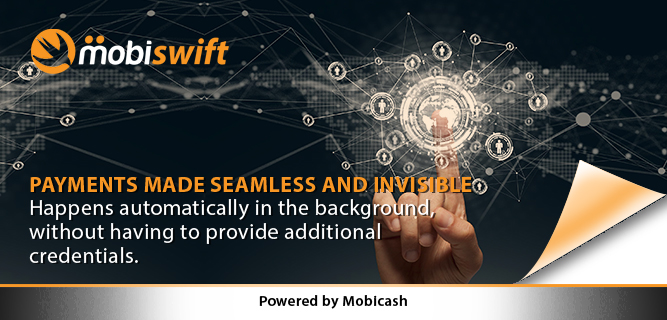 mobiswift
PAYMENTS MADE SEAMLESS AND INVISIBLE
Happens automatically in the background,
without having to provide additional
credentials.
Powered by Mobicash